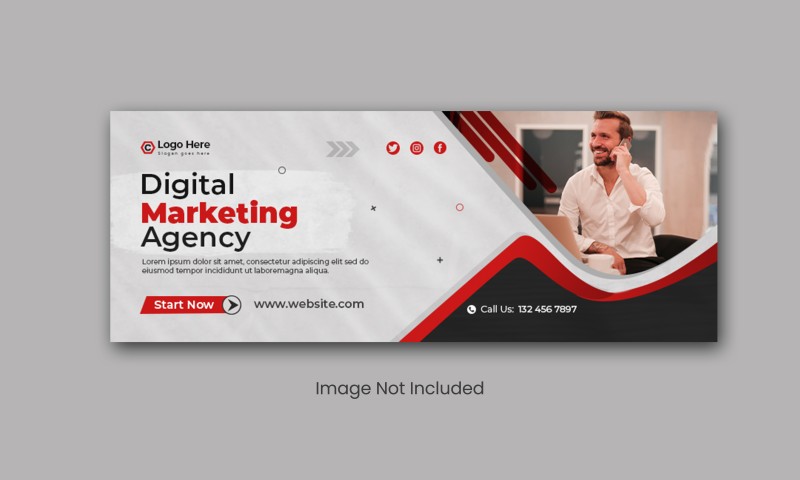 Logo Here
Slogan goes here
Digital
Marketing
Agency
Lorem ipsum dolor sit amet, consectetur adipiscing elit sed do
eiusmod tempor incididunt ut laboremagna aliqua.
Start Now
www.website.com
Call Us: 132 456 7897
Image Not Included